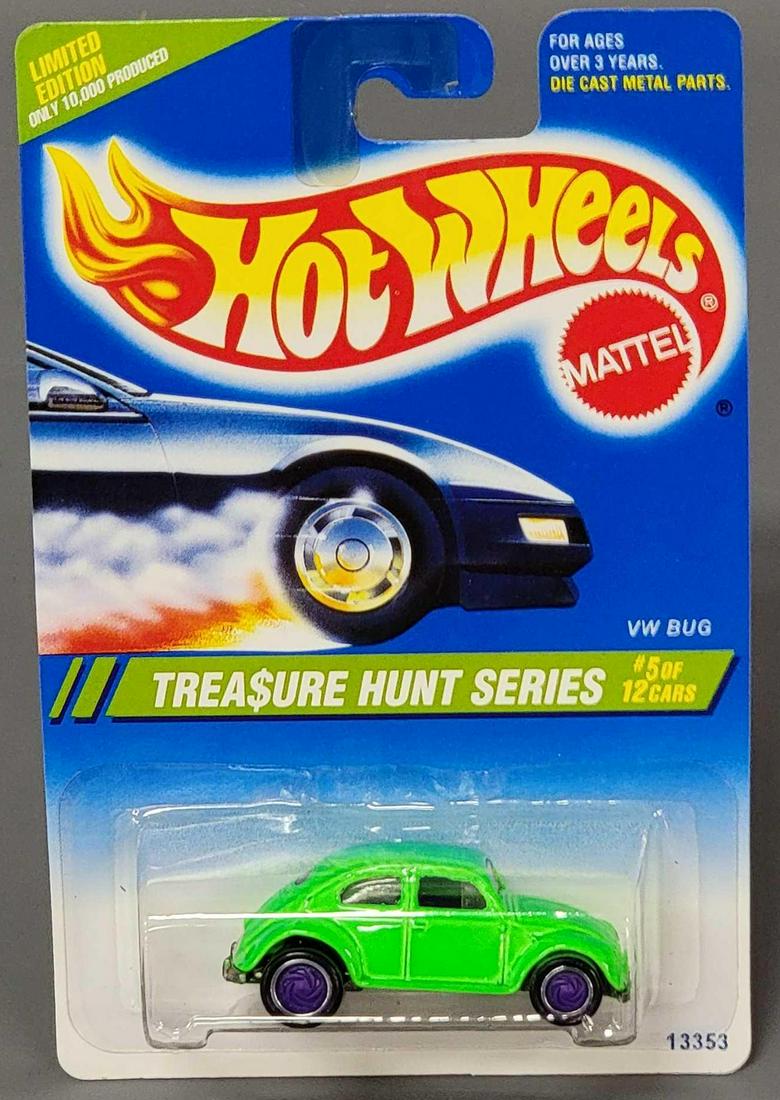 LIMITED
EDITION
ONLY 10,000 PRODUCED
FOR AGES
OVER 3 YEARS.
DIE CAST METAL PARTS.
HOT WHEELS®
MATTEL
®
VW BUG
TREA$URE HUNT SERIES
#5 OF
12 CARS
13353